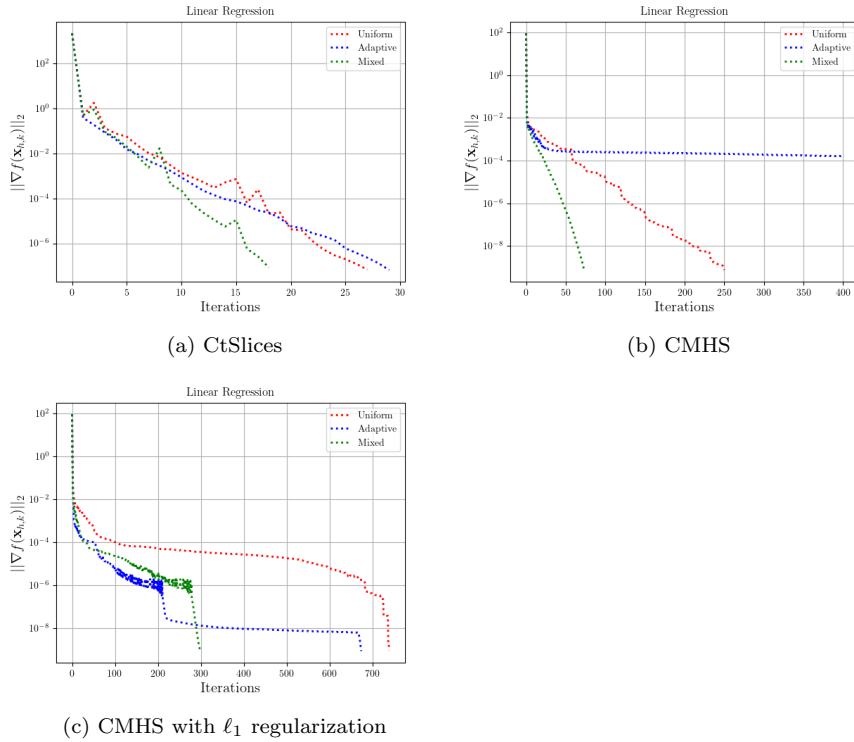 Linear Regression
||∇f(x_{h,k})||_2
10^2
10^0
10^{-2}
10^{-4}
10^{-6}
Uniform
Adaptive
Mixed
0 5 10 15 20 25 30
Iterations
(a) CtSlices
Linear Regression
||∇f(x_{h,k})||_2
10^2
10^0
10^{-2}
10^{-4}
10^{-6}
10^{-8}
Uniform
Adaptive
Mixed
0 50 100 150 200 250 300 350 400
Iterations
(b) CMHS
Linear Regression
||∇f(x_{h,k})||_2
10^2
10^0
10^{-2}
10^{-4}
10^{-6}
10^{-8}
Uniform
Adaptive
Mixed
0 100 200 300 400 500 600 700
Iterations
(c) CMHS with ℓ_1 regularization